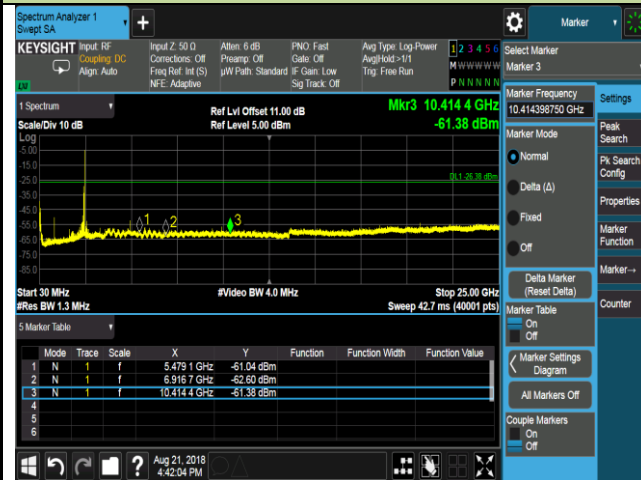 Spectrum Analyzer 1
Swept SA
+
Marker
KEYSIGHT
Input: RF
Coupling: DC
Align: Auto
Input Z: 50 Ω
Corrections: Off
Freq Ref: Int (S)
NFE: Adaptive
Atten: 6 dB
Preamp: Off
µW Path: Standard
PNO: Fast
Gate: Off
IF Gain: Low
Sig Track: Off
Avg Type: Log-Power
Avg|Hold:>1/1
Trig: Free Run
1 2 3 4 5 6
M W W W W W
P N N N N N
Select Marker
Marker 3
1 Spectrum
Scale/Div 10 dB
Log
Ref Lvl Offset 11.00 dB
Ref Level 5.00 dBm
Mkr3 10.414 4 GHz
-61.38 dBm
-5.00
-15.0
-25.0
-35.0
-45.0
-55.0
-65.0
-75.0
-85.0
DL1 -26.38 dBm
1
2
3
Start 30 MHz
#Res BW 1.3 MHz
#Video BW 4.0 MHz
Stop 25.00 GHz
Sweep 42.7 ms (40001 pts)
5 Marker Table
Mode Trace Scale X Y Function Function Width Function Value
1 N 1 f 5.479 1 GHz -61.04 dBm
2 N 1 f 6.916 7 GHz -62.60 dBm
3 N 1 f 10.414 4 GHz -61.38 dBm
4
5
6
Marker Frequency
10.414398750 GHz
Marker Mode
Normal
Delta (Δ)
Fixed
Off
Delta Marker
(Reset Delta)
Marker Table
On
Off
Marker Settings
Diagram
All Markers Off
Couple Markers
On
Off
Settings
Peak
Search
Pk Search
Config
Properties
Marker
Function
Marker→
Counter
?
Aug 21, 2018
4:42:04 PM